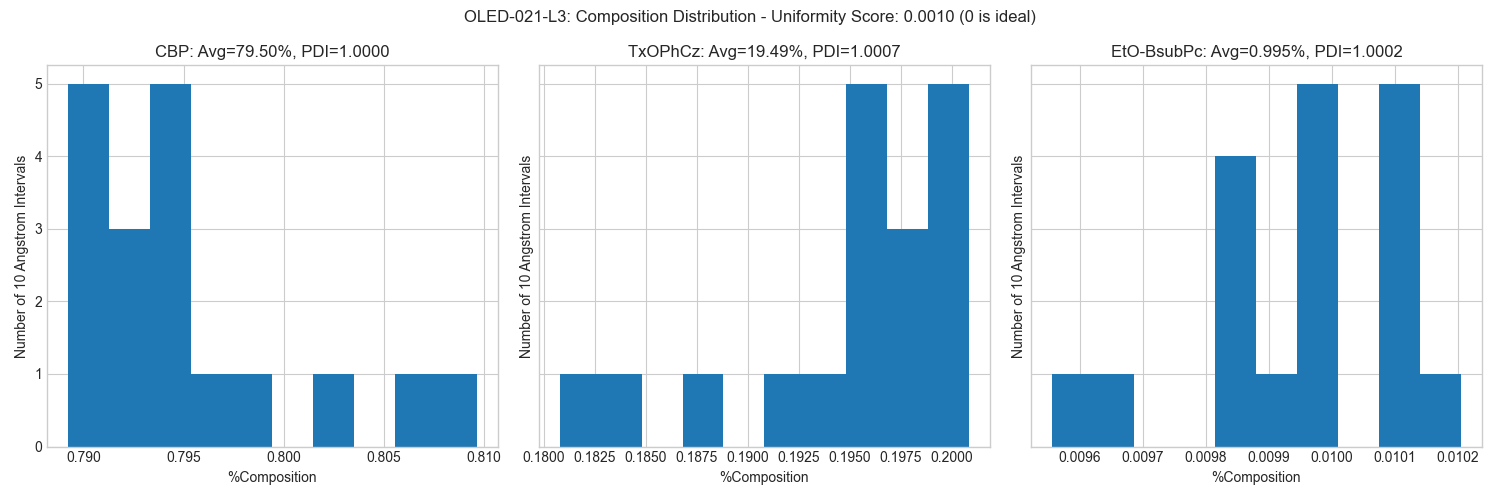 OLED-021-L3: Composition Distribution - Uniformity Score: 0.0010 (0 is ideal)
CBP: Avg=79.50%, PDI=1.0000
Number of 10 Angstrom Intervals
5
4
3
2
1
0
0.790 0.795 0.800 0.805 0.810
%Composition
TxOPhCz: Avg=19.49%, PDI=1.0007
Number of 10 Angstrom Intervals
0.1800 0.1825 0.1850 0.1875 0.1900 0.1925 0.1950 0.1975 0.2000
%Composition
EtO-BsubPc: Avg=0.995%, PDI=1.0002
Number of 10 Angstrom Intervals
0.0096 0.0097 0.0098 0.0099 0.0100 0.0101 0.0102
%Composition